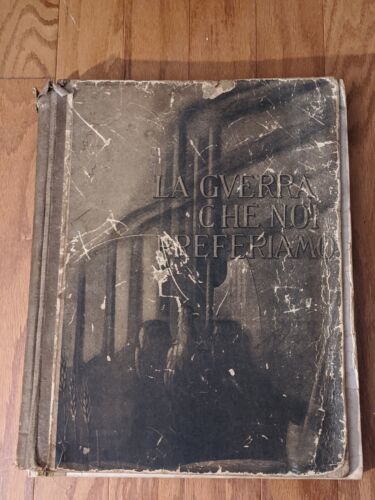 LA GVERRA
CHE NOI
PREFERIAMO